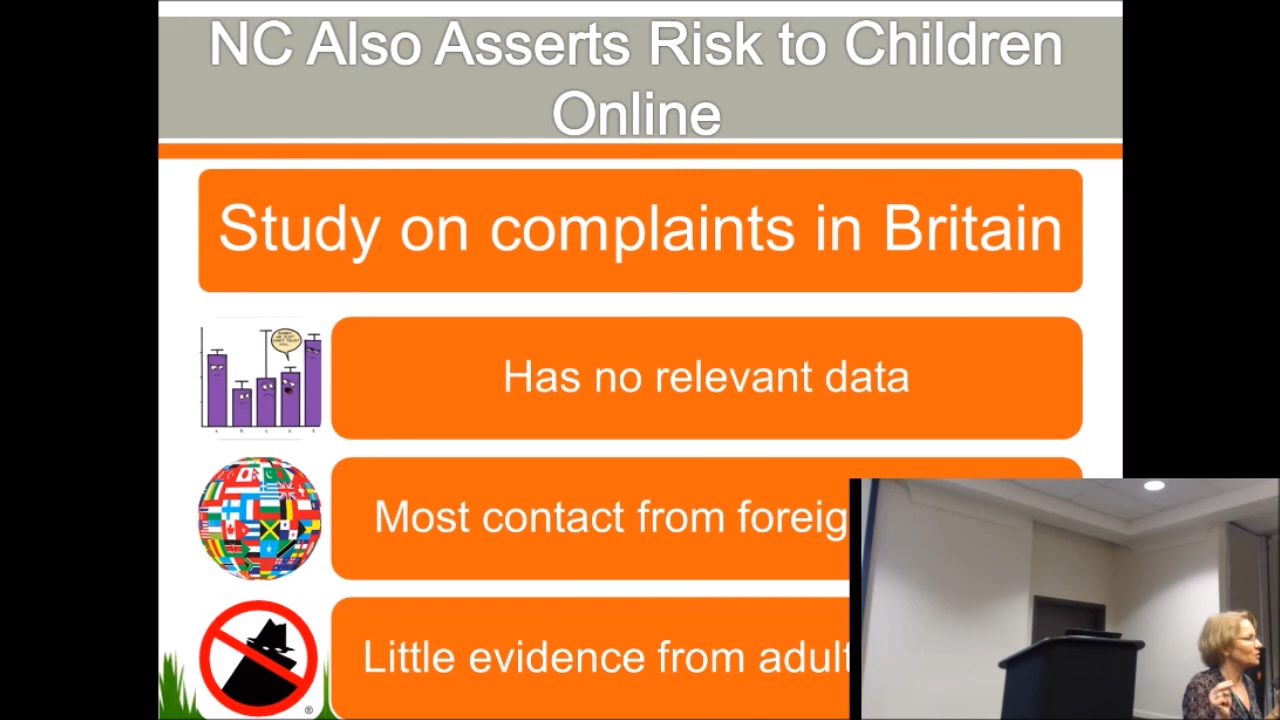 NC Also Asserts Risk to Children
Online
Study on complaints in Britain
Has no relevant data
Most contact from foreig
Little evidence from adult
®